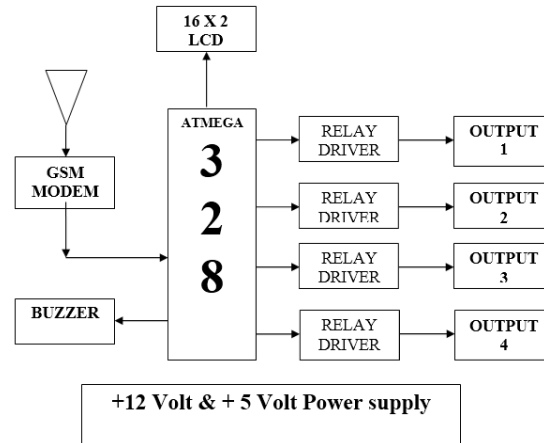 16 X 2
LCD
ATMEGA
3
2
8
GSM
MODEM
BUZZER
RELAY
DRIVER
OUTPUT
1
RELAY
DRIVER
OUTPUT
2
RELAY
DRIVER
OUTPUT
3
RELAY
DRIVER
OUTPUT
4
+12 Volt & + 5 Volt Power supply